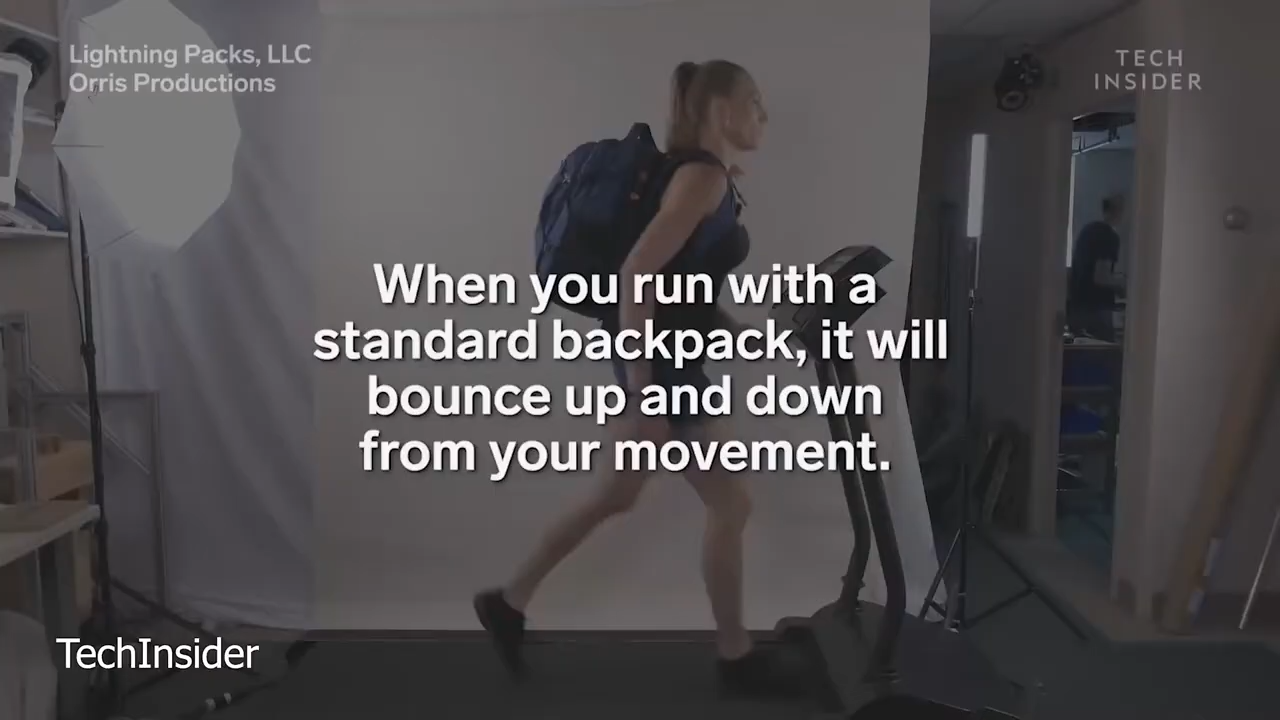 Lightning Packs, LLC
Orris Productions
TECH
INSIDER
When you run with a
standard backpack, it will
bounce up and down
from your movement.
TechInsider